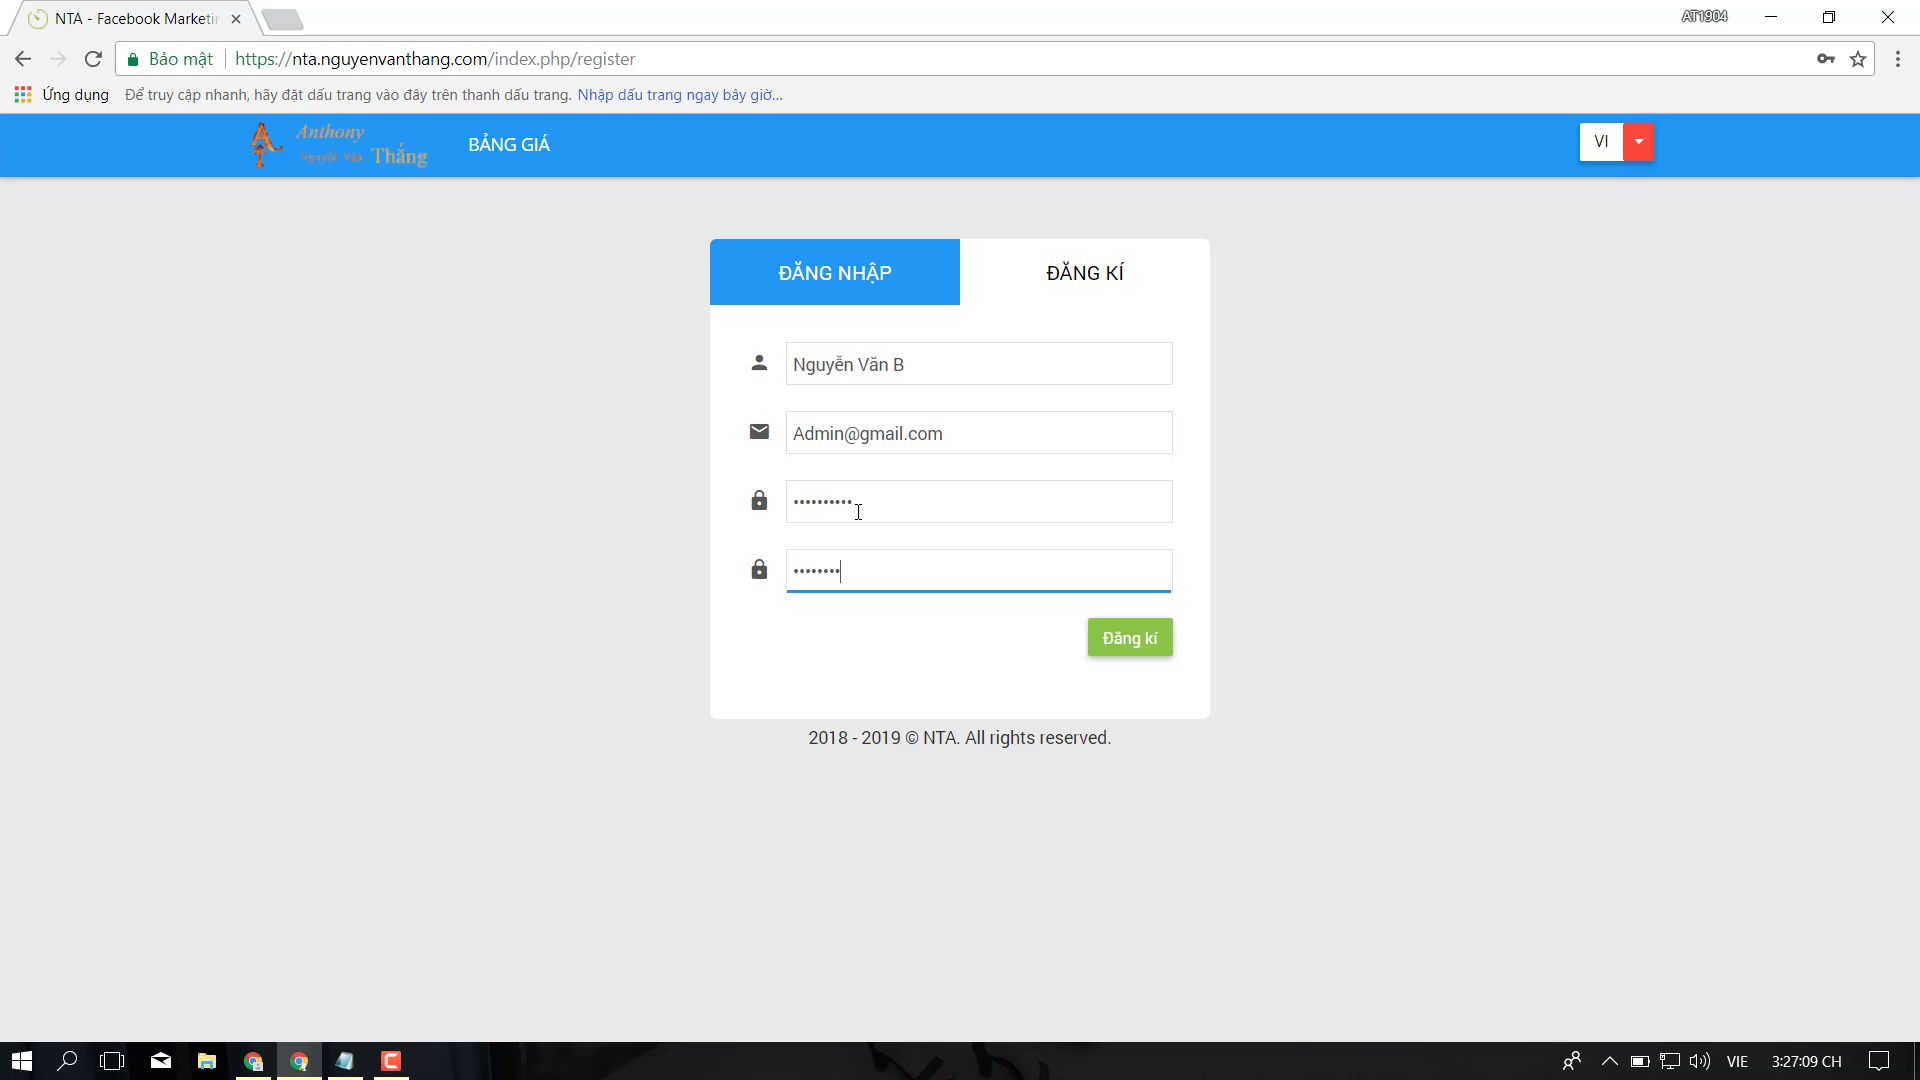 NTA - Facebook Marketin
AT1904
Bảo mật
https://nta.nguyenvanthang.com/index.php/register
Ứng dụng
Để truy cập nhanh, hãy đặt dấu trang vào đây trên thanh dấu trang. Nhập dấu trang ngay bây giờ...
Anthony
Nguyễn Văn Thắng
BẢNG GIÁ
VI
ĐĂNG NHẬP
ĐĂNG KÍ
Nguyễn Văn B
Admin@gmail.com
••••••••••
••••••••
Đăng kí
2018 - 2019 © NTA. All rights reserved.
VIE
3:27:09 CH